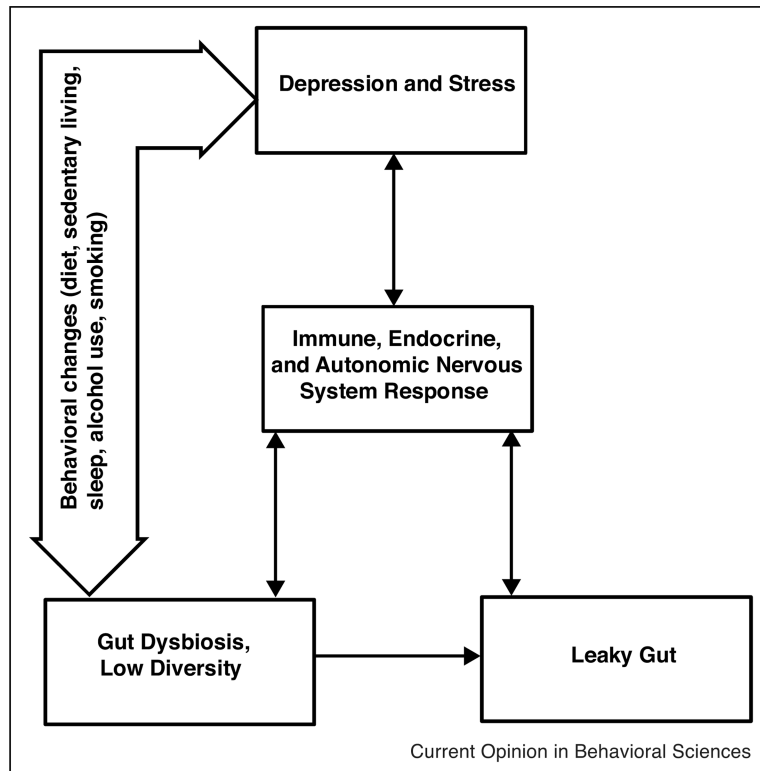 Depression and Stress
Behavioral changes (diet, sedentary living,
sleep, alcohol use, smoking)
Immune, Endocrine,
and Autonomic Nervous
System Response
Gut Dysbiosis,
Low Diversity
Leaky Gut
Current Opinion in Behavioral Sciences